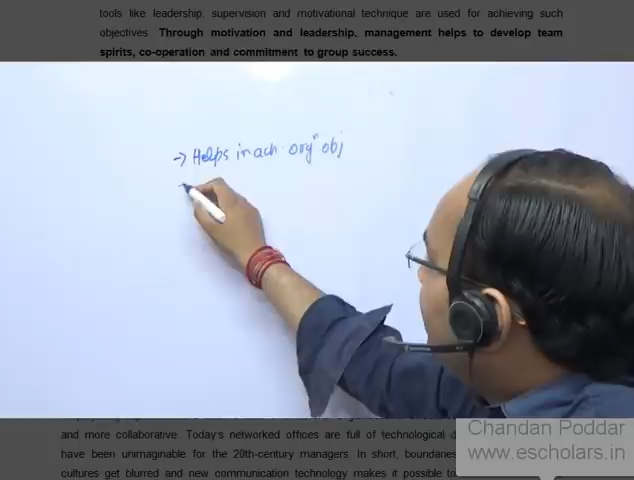 tools like leadership, supervision and motivational technique are used for achieving such
objectives. Through motivation and leadership, management helps to develop team
spirits, co-operation and commitment to group success.
-> Helps in ach. orgn obj
and more collaborative. Today's networked offices are full of technological
have been unimaginable for the 20th-century managers. In short, boundaries
cultures get blurred and new communication technology makes it possible to
Chandan Poddar
www.escholars.in